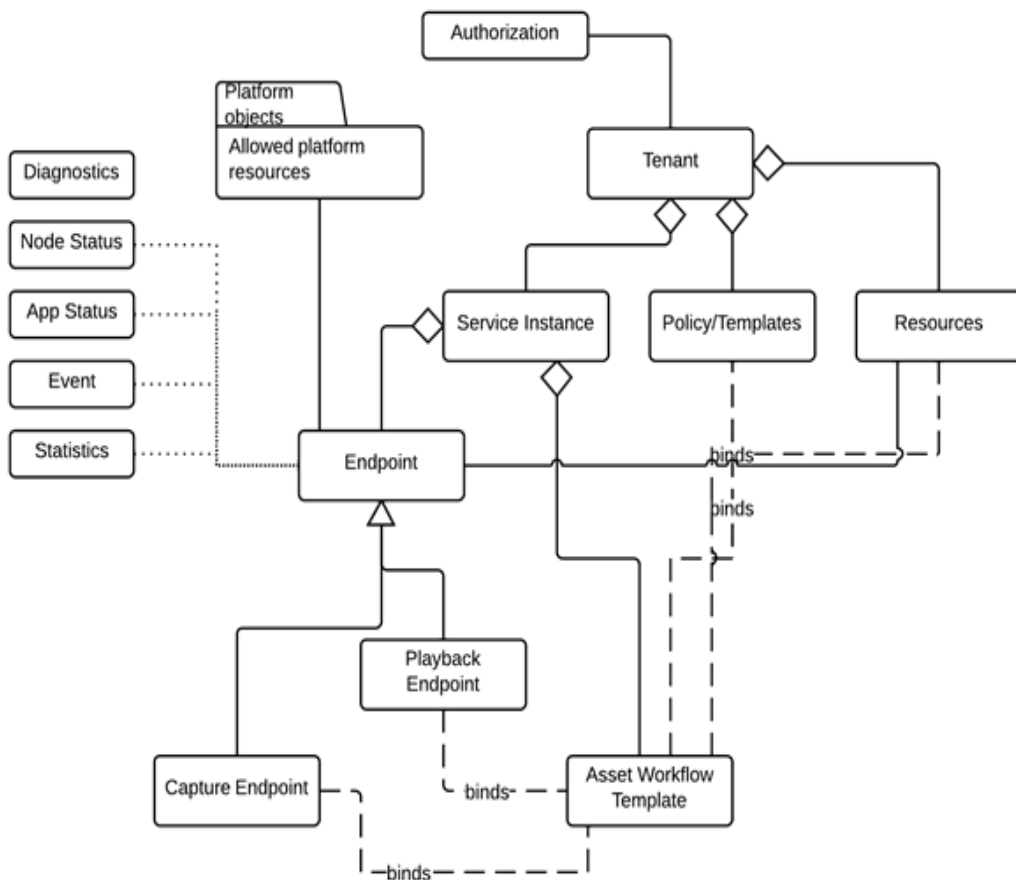 Authorization
Platform
objects
Allowed platform
resources
Tenant
Diagnostics
Node Status
App Status
Event
Statistics
Service Instance
Policy/Templates
Resources
Endpoint
binds
binds
Playback
Endpoint
Capture Endpoint
binds
Asset Workflow
Template
binds